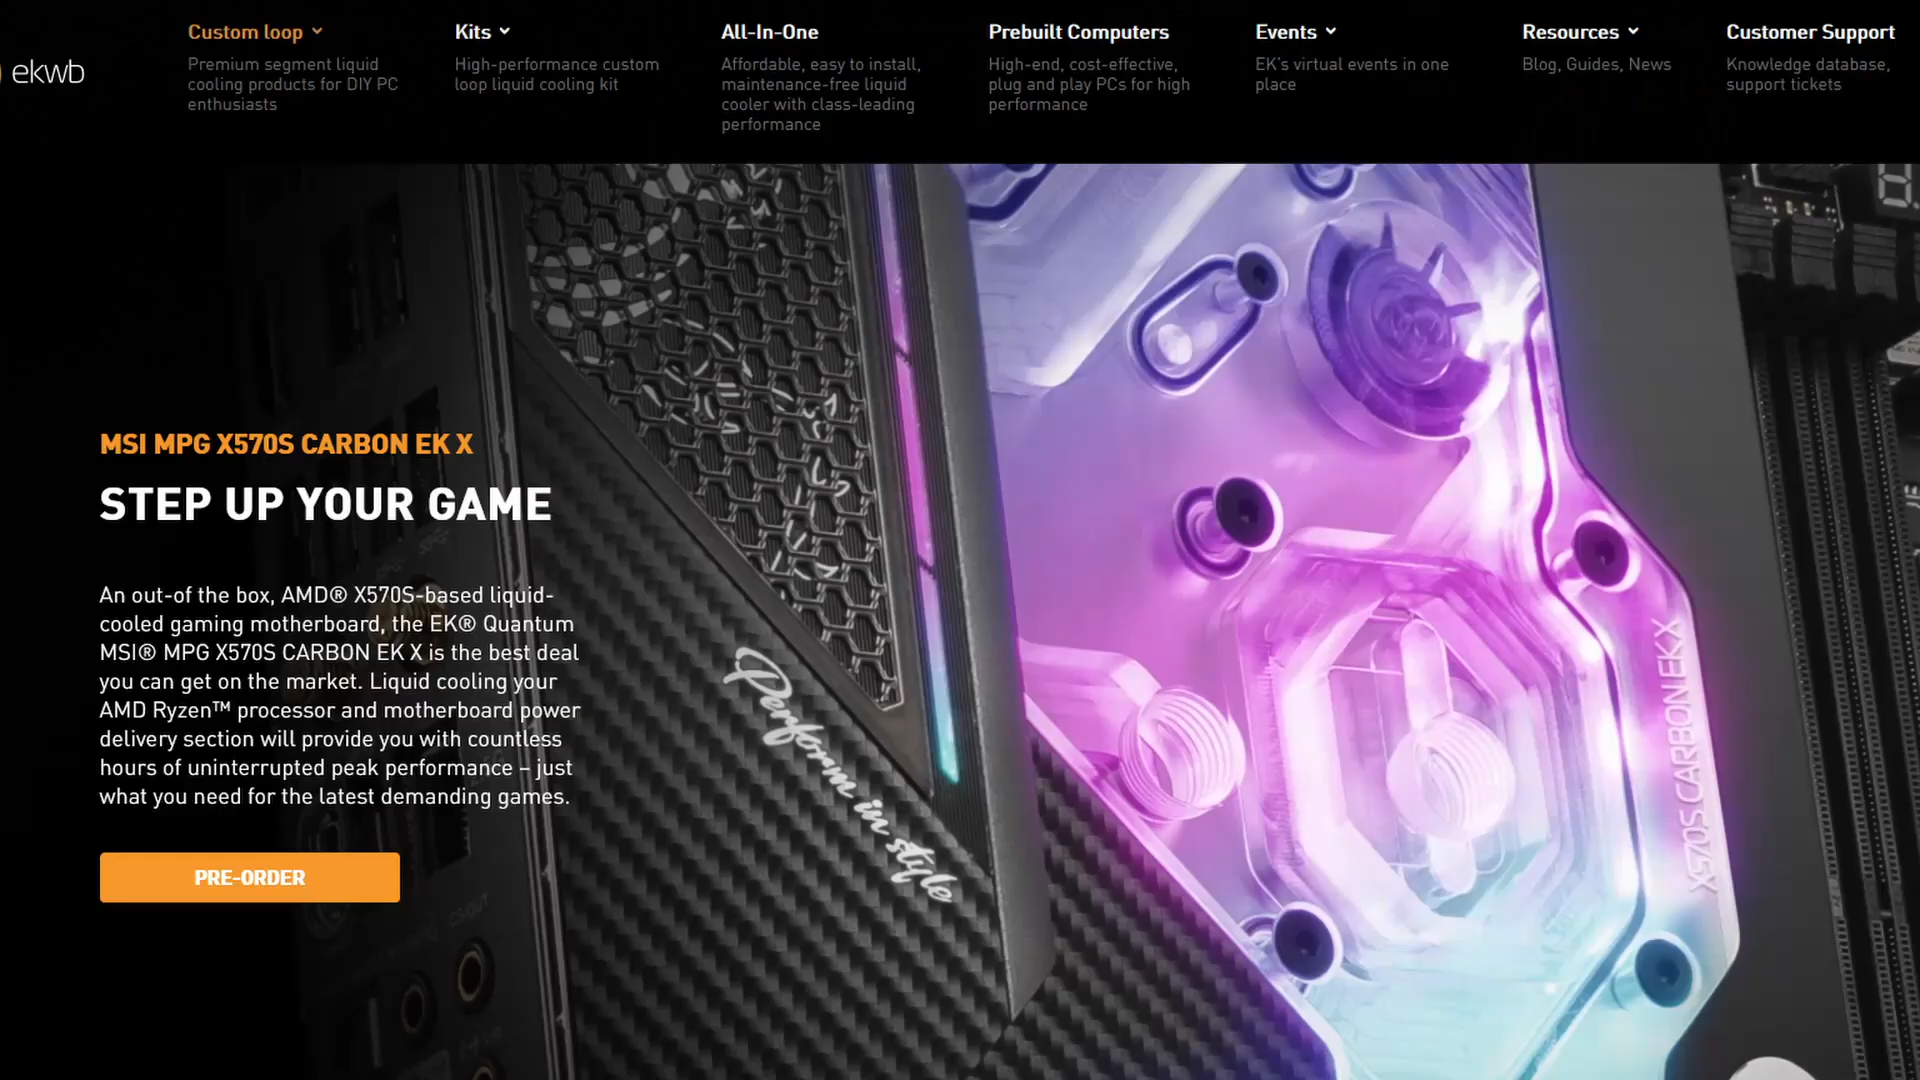 ekwb
Custom loop
Premium segment liquid
cooling products for DIY PC
enthusiasts
Kits
High-performance custom
loop liquid cooling kit
All-In-One
Affordable, easy to install,
maintenance-free liquid
cooler with class-leading
performance
Prebuilt Computers
High-end, cost-effective,
plug and play PCs for high
performance
Events
EK's virtual events in one
place
Resources
Blog, Guides, News
Customer Support
Knowledge database,
support tickets
MSI MPG X570S CARBON EK X
STEP UP YOUR GAME
An out-of the box, AMD® X570S-based liquid-
cooled gaming motherboard, the EK® Quantum
MSI® MPG X570S CARBON EK X is the best deal
you can get on the market. Liquid cooling your
AMD Ryzen™ processor and motherboard power
delivery section will provide you with countless
hours of uninterrupted peak performance – just
what you need for the latest demanding games.
PRE-ORDER
Perform in style
X570S CARBON EK X